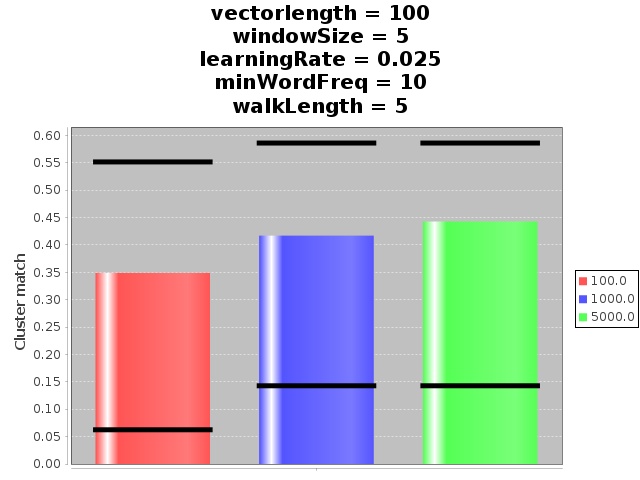 vectorlength = 100
windowSize = 5
learningRate = 0.025
minWordFreq = 10
walkLength = 5
0.60
0.55
0.50
0.45
0.40
0.35
0.30
0.25
0.20
0.15
0.10
0.05
0.00
Cluster match
100.0
1000.0
5000.0